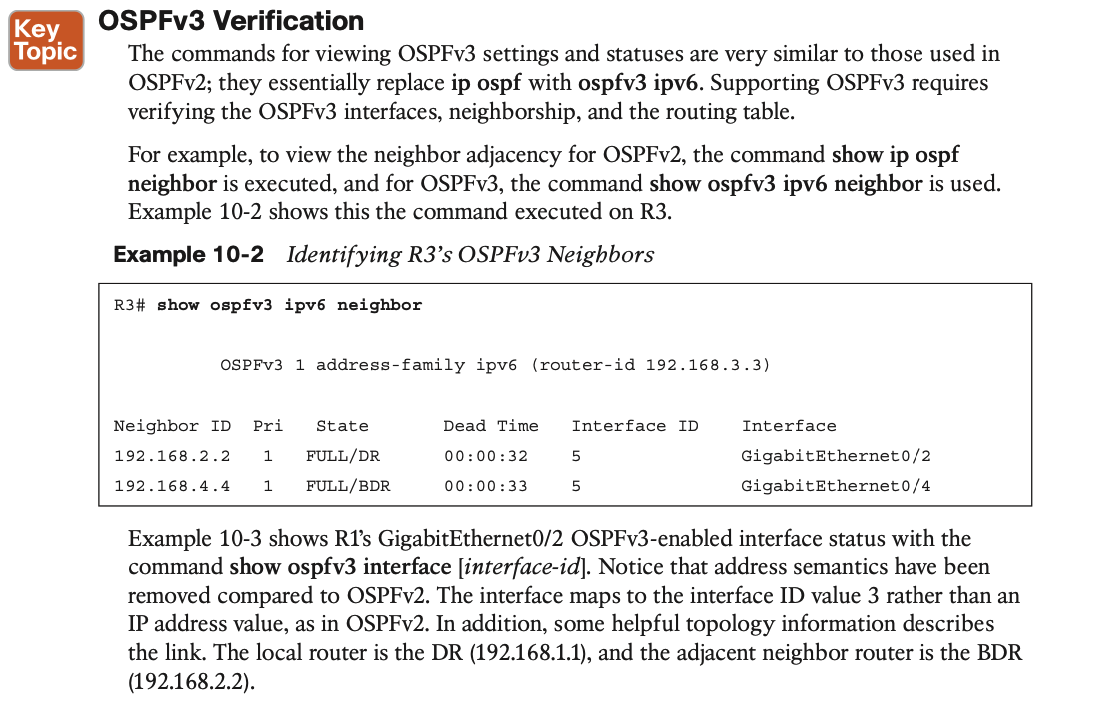 Key
Topic
OSPFv3 Verification
The commands for viewing OSPFv3 settings and statuses are very similar to those used in
OSPFv2; they essentially replace ip ospf with ospfv3 ipv6. Supporting OSPFv3 requires
verifying the OSPFv3 interfaces, neighborship, and the routing table.
For example, to view the neighbor adjacency for OSPFv2, the command show ip ospf
neighbor is executed, and for OSPFv3, the command show ospfv3 ipv6 neighbor is used.
Example 10-2 shows this the command executed on R3.
Example 10-2 Identifying R3's OSPFv3 Neighbors
R3# show ospfv3 ipv6 neighbor
OSPFv3 1 address-family ipv6 (router-id 192.168.3.3)
Neighbor ID Pri State Dead Time Interface ID Interface
192.168.2.2 1 FULL/DR 00:00:32 5 GigabitEthernet0/2
192.168.4.4 1 FULL/BDR 00:00:33 5 GigabitEthernet0/4
Example 10-3 shows R1's GigabitEthernet0/2 OSPFv3-enabled interface status with the
command show ospfv3 interface [interface-id]. Notice that address semantics have been
removed compared to OSPFv2. The interface maps to the interface ID value 3 rather than an
IP address value, as in OSPFv2. In addition, some helpful topology information describes
the link. The local router is the DR (192.168.1.1), and the adjacent neighbor router is the BDR
(192.168.2.2).